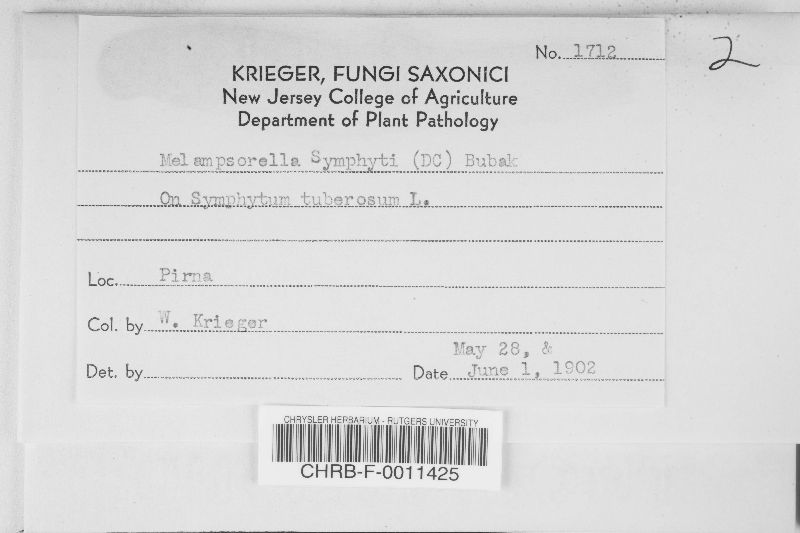 No. 1712
2
KRIEGER, FUNGI SAXONICI
New Jersey College of Agriculture
Department of Plant Pathology
Melampsorella Symphyti (DC) Bubak
On Symphytum tuberosum L.
Loc. Pirna
Col. by W. Krieger
May 28, &
Det. by Date June 1, 1902
CHRYSLER HERBARIUM - RUTGERS UNIVERSITY
CHRB-F-0011425